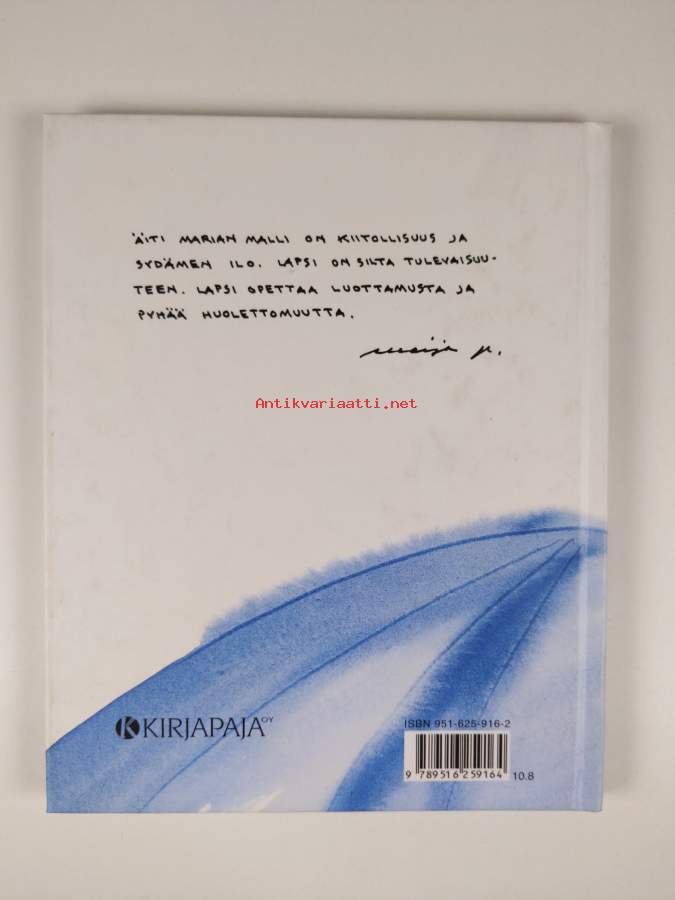 ÄITI MARIAN MALLI ON KIITOLLISUUS JA
SYDÄMEN ILO. LAPSI ON SILTA TULEVAISUU-
TEEN. LAPSI OPETTAA LUOTTAMUSTA JA
PYHÄÄ HUOLETTOMUUTTA.
Maija P.
Antikvariaatti.net
KIRJAPAJA OY
ISBN 951-625-916-2
9 789516 259164 10.8